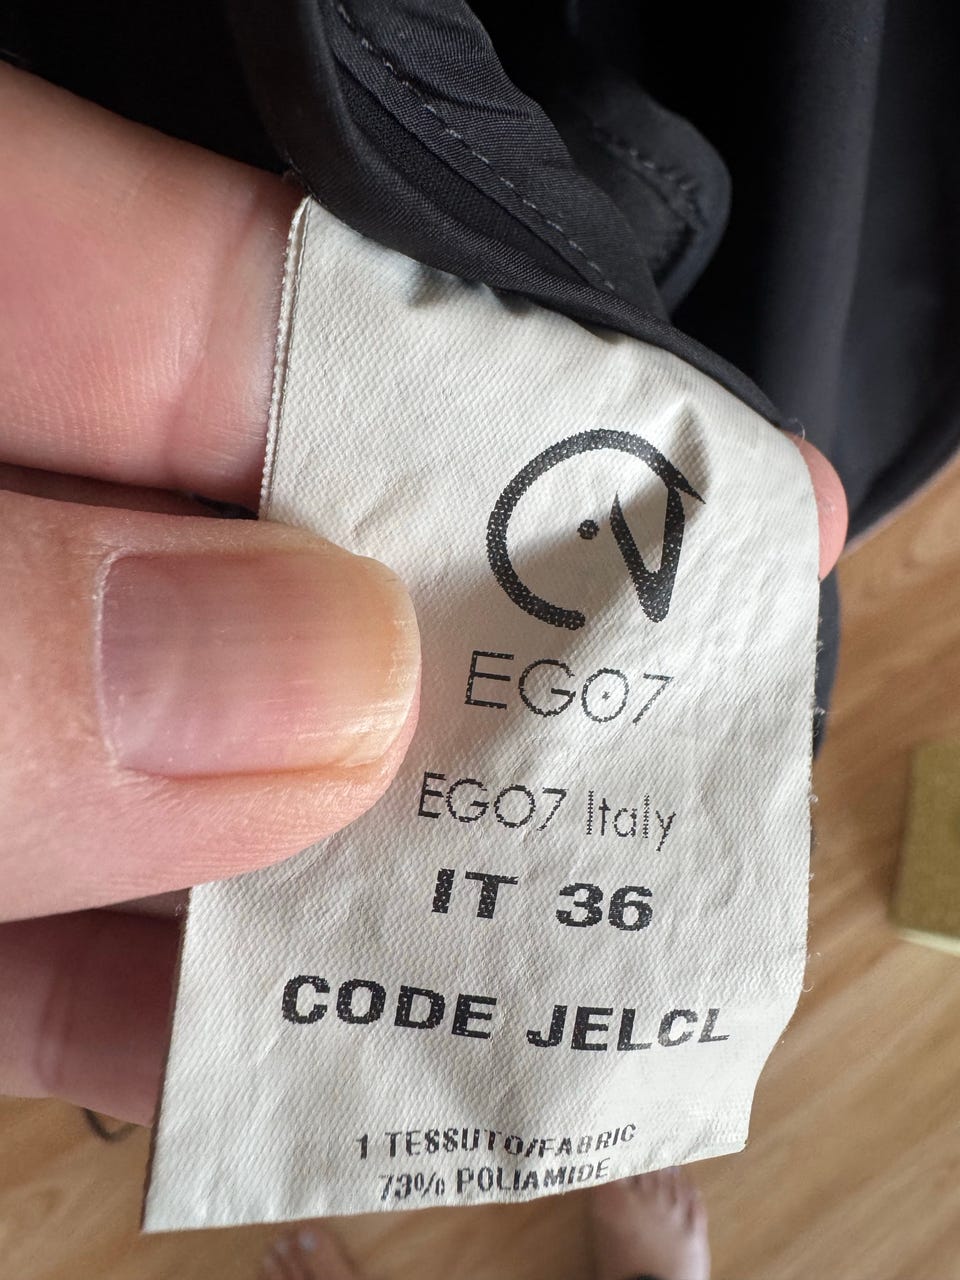 EGO7
EGO7 Italy
IT 36
CODE JELCL
1 TESSUTO/FABRIC
73% POLIAMIDE